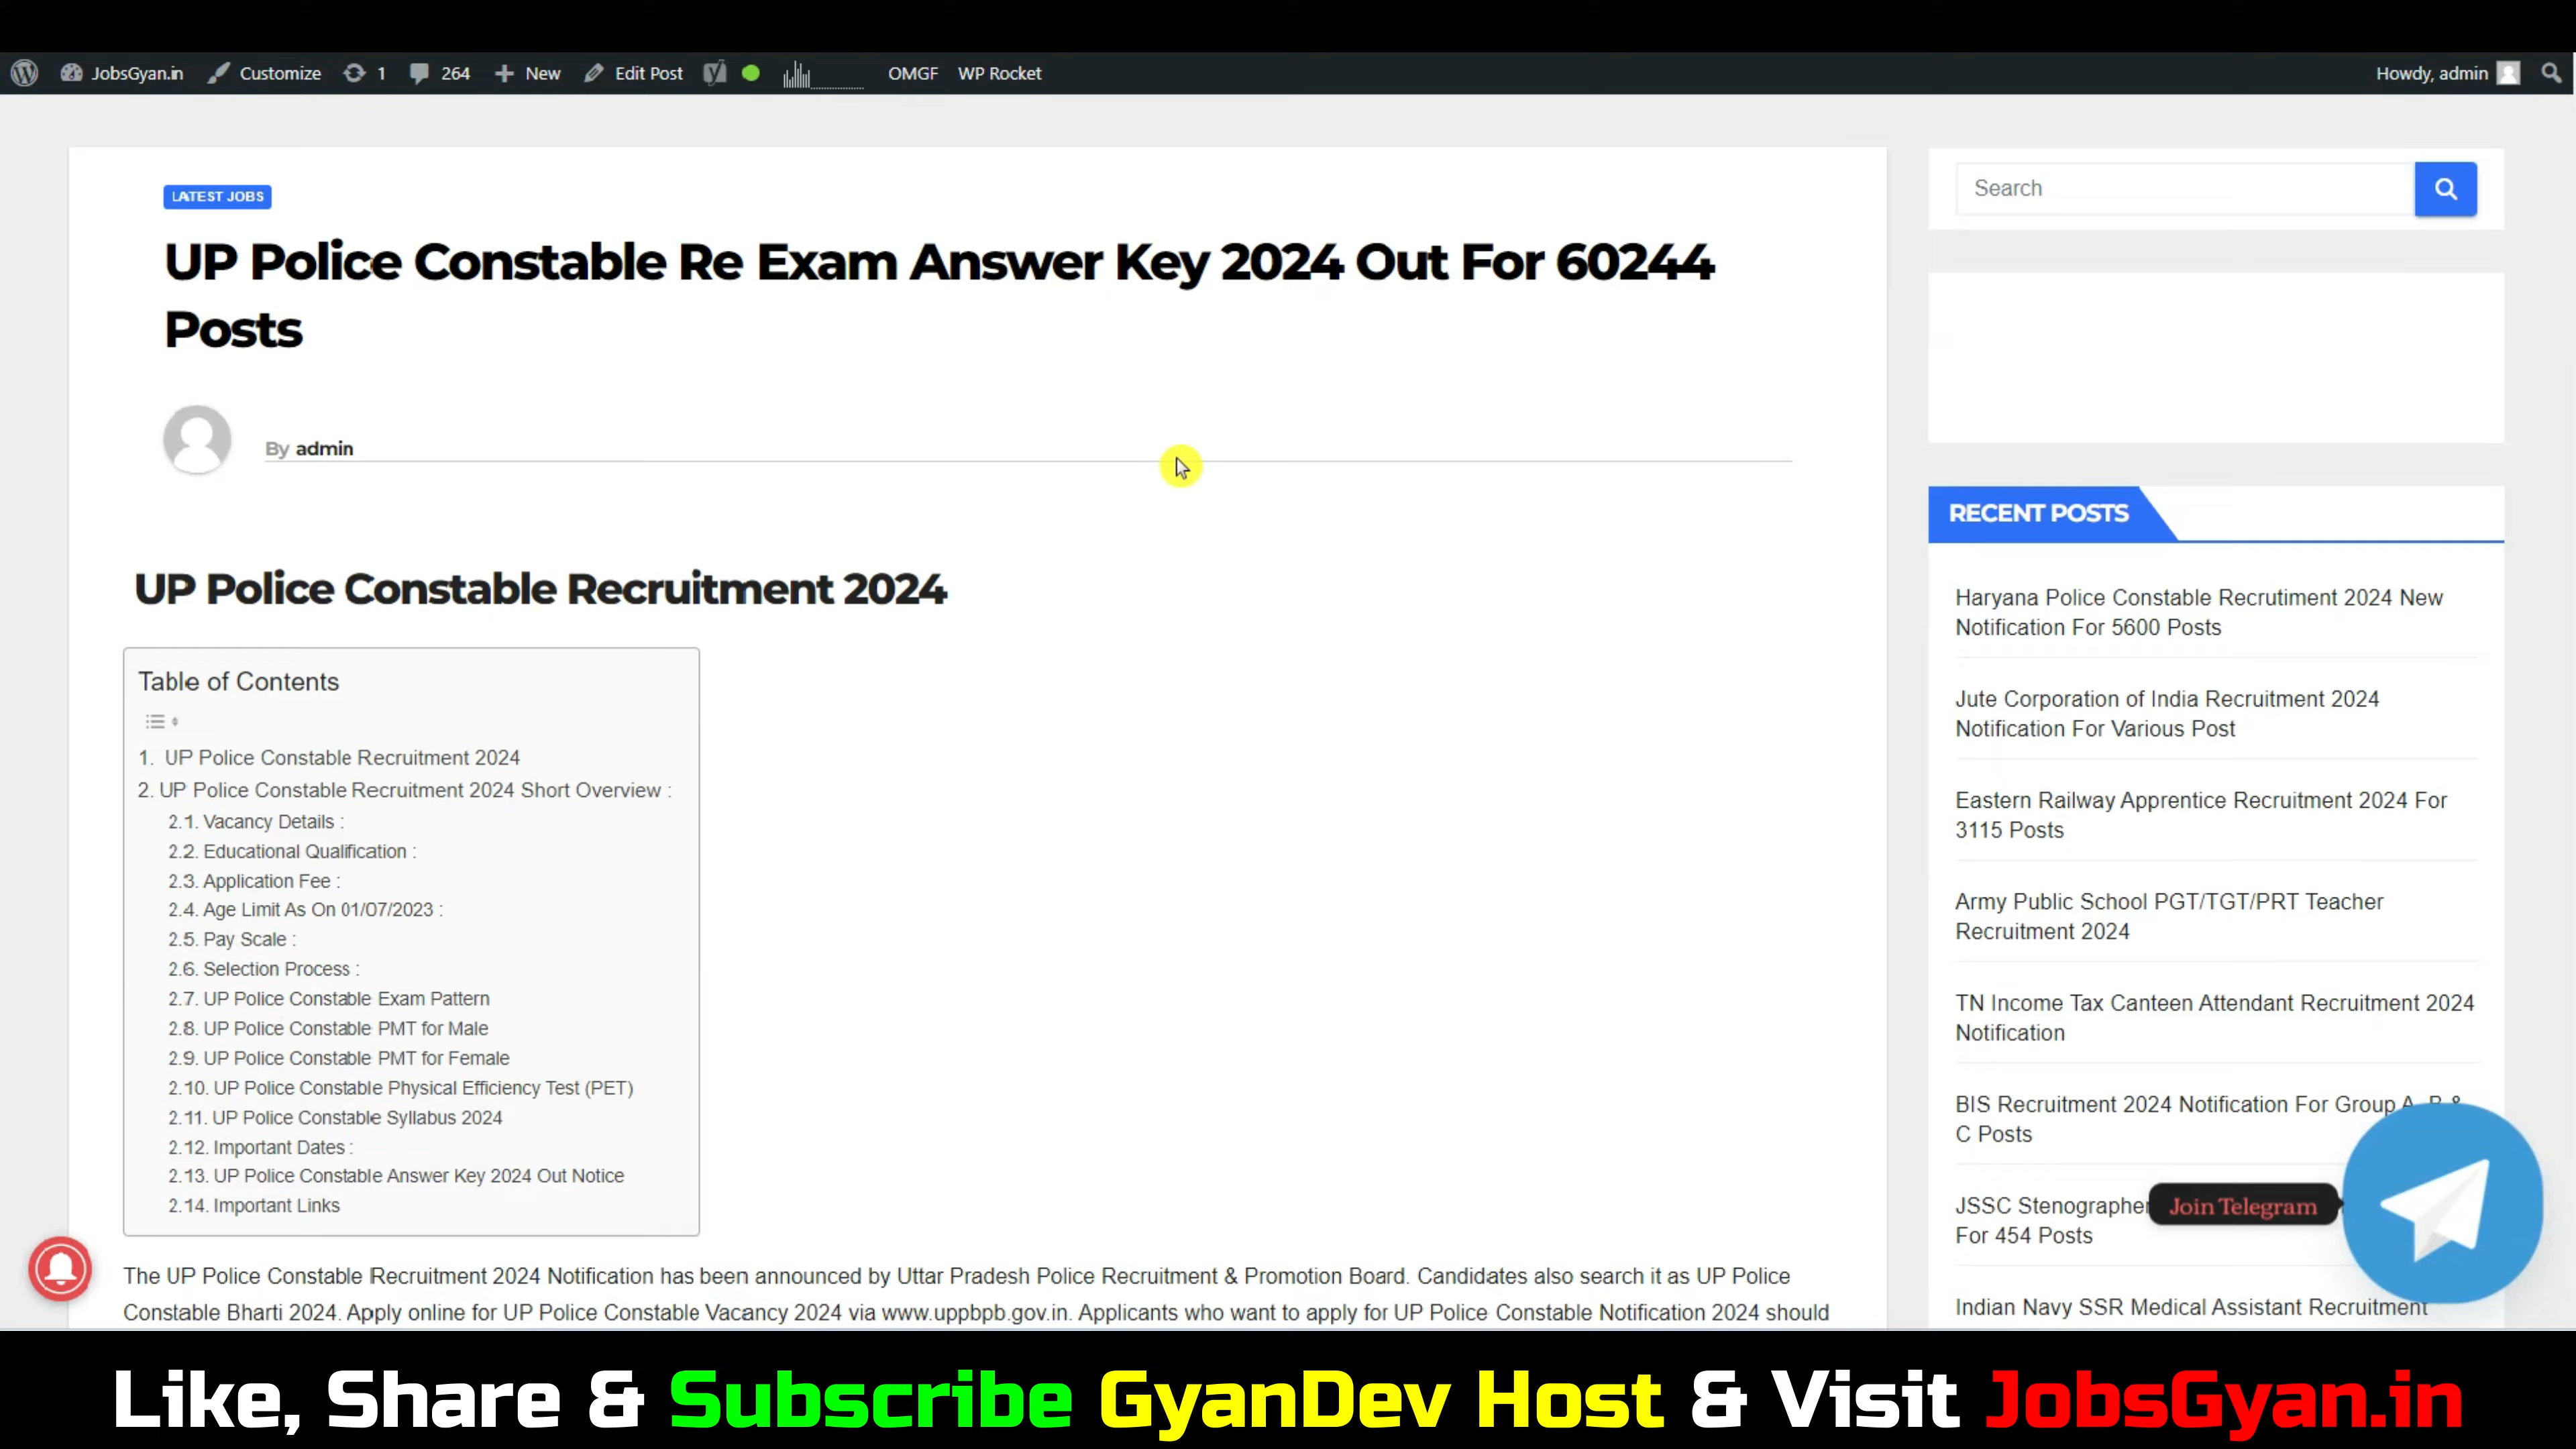 JobsGyan.in Customize 1 264 New Edit Post OMGF WP Rocket Howdy, admin
LATEST JOBS
UP Police Constable Re Exam Answer Key 2024 Out For 60244
Posts
By admin
UP Police Constable Recruitment 2024
Table of Contents
1. UP Police Constable Recruitment 2024
2. UP Police Constable Recruitment 2024 Short Overview :
2.1. Vacancy Details :
2.2. Educational Qualification :
2.3. Application Fee :
2.4. Age Limit As On 01/07/2023 :
2.5. Pay Scale :
2.6. Selection Process :
2.7. UP Police Constable Exam Pattern
2.8. UP Police Constable PMT for Male
2.9. UP Police Constable PMT for Female
2.10. UP Police Constable Physical Efficiency Test (PET)
2.11. UP Police Constable Syllabus 2024
2.12. Important Dates :
2.13. UP Police Constable Answer Key 2024 Out Notice
2.14. Important Links
The UP Police Constable Recruitment 2024 Notification has been announced by Uttar Pradesh Police Recruitment & Promotion Board. Candidates also search it as UP Police
Constable Bharti 2024. Apply online for UP Police Constable Vacancy 2024 via www.uppbpb.gov.in. Applicants who want to apply for UP Police Constable Notification 2024 should
Search
RECENT POSTS
Haryana Police Constable Recrutiment 2024 New
Notification For 5600 Posts
Jute Corporation of India Recruitment 2024
Notification For Various Post
Eastern Railway Apprentice Recruitment 2024 For
3115 Posts
Army Public School PGT/TGT/PRT Teacher
Recruitment 2024
TN Income Tax Canteen Attendant Recruitment 2024
Notification
BIS Recruitment 2024 Notification For Group A, B &
C Posts
JSSC Stenographer
For 454 Posts
Join Telegram
Indian Navy SSR Medical Assistant Recruitment
Like, Share & Subscribe GyanDev Host & Visit JobsGyan.in